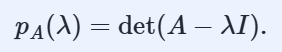 p_A(λ) = det(A − λI).